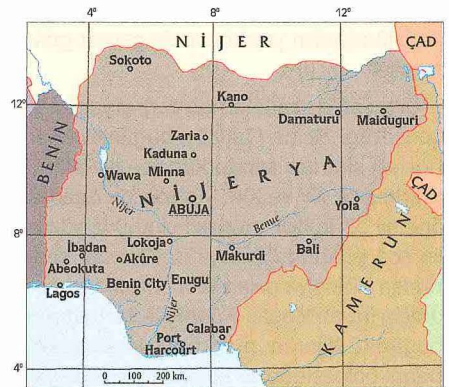 4° 8° 12°
NİJER
ÇAD
Sokoto
12°
Kano
Damaturu
Maiduguri
BENİN
Zaria
Kaduna
Wawa
Minna
NİJERYA
ÇAD
Nijer
ABUJA
Yola
8°
Lokoja
Benue
İbadan
Akûre
Makurdi
Bali
Abeokuta
Lagos
Benin City
Enugu
Nijer
KAMERUN
Calabar
Port
Harcourt
4°
0 100 200 km.